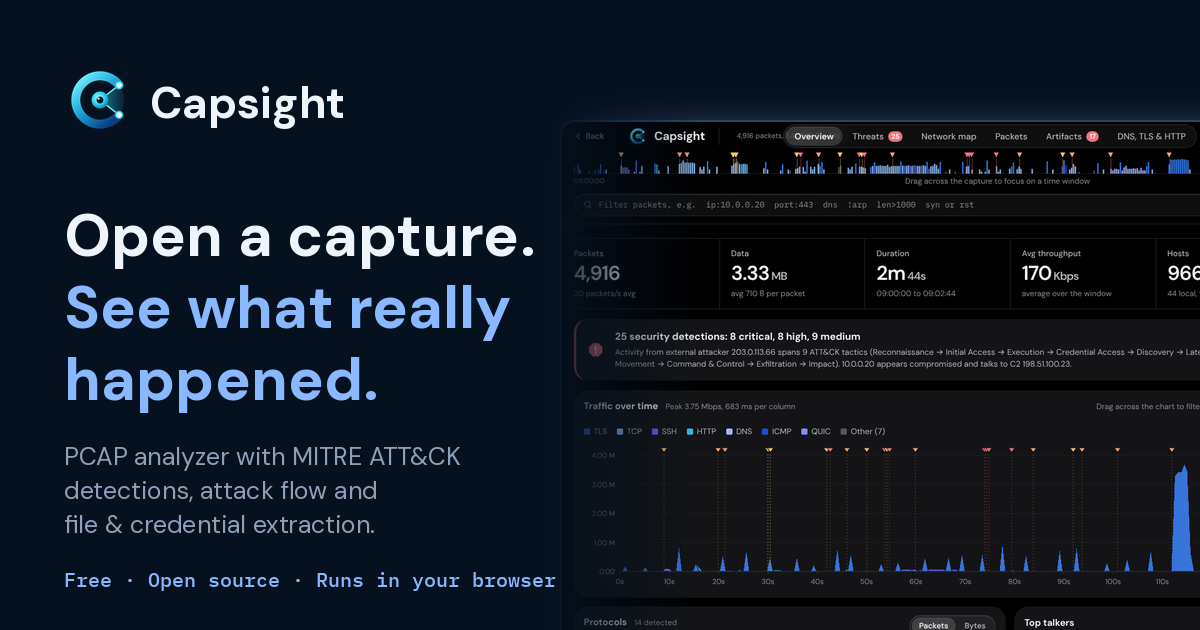 Capsight
Open a capture.
See what really
happened.
PCAP analyzer with MITRE ATT&CK
detections, attack flow and
file & credential extraction.
Free · Open source · Runs in your browser
Back
Capsight
4,916 packets,
Overview
Threats 25
Network map
Packets
Artifacts 17
DNS, TLS & HTTP
09:00:00
Drag across the capture to focus on a time window
Filter packets, e.g. ip:10.0.0.20 port:443 dns !arp len>1000 syn or rst
Packets
4,916
30 packets/s avg
Data
3.33 MB
avg 710 B per packet
Duration
2m 44s
09:00:00 to 09:02:44
Avg throughput
170 Kbps
average over the window
Hosts
966
44 local,
25 security detections: 8 critical, 8 high, 9 medium
Activity from external attacker 203.0.113.66 spans 9 ATT&CK tactics (Reconnaissance → Initial Access → Execution → Credential Access → Discovery → Late
Movement → Command & Control → Exfiltration → Impact). 10.0.0.20 appears compromised and talks to C2 198.51.100.23.
Traffic over time Peak 3.75 Mbps, 683 ms per column
Drag across the chart to filte
TLS TCP SSH HTTP DNS ICMP QUIC Other (7)
4.00 M
3.00 M
2.00 M
1.00 M
0.00
0s 10s 20s 30s 40s 50s 60s 70s 80s 90s 100s 110s
Protocols 14 detected
Packets Bytes
Top talkers